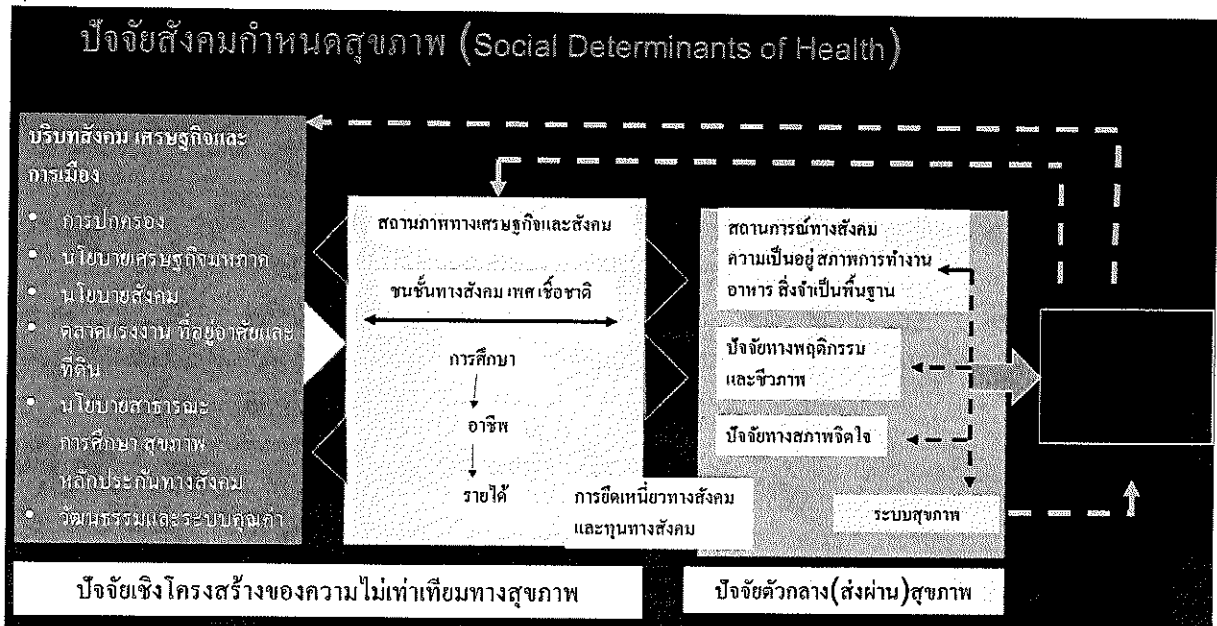 ปัจจัยสังคมกำหนดสุขภาพ (Social Determinants of Health)
บริบทสังคม เศรษฐกิจและ
การเมือง
• การปกครอง
• นโยบายเศรษฐกิจมหภาค
• นโยบายสังคม
• ตลาดแรงงาน ที่อยู่อาศัยและ
ที่ดิน
• นโยบายสาธารณะ
การศึกษา สุขภาพ
หลักประกันทางสังคม
• วัฒนธรรมและระบบคุณค่า
สถานภาพทางเศรษฐกิจและสังคม
ชนชั้นทางสังคม เพศ เชื้อชาติ
การศึกษา
อาชีพ
รายได้
การยึดเหนี่ยวทางสังคม
และทุนทางสังคม
สถานการณ์ทางสังคม
ความเป็นอยู่ สภาพการทำงาน
อาหาร สิ่งจำเป็นพื้นฐาน
ปัจจัยทางพฤติกรรม
และชีวภาพ
ปัจจัยทางสภาพจิตใจ
ระบบสุขภาพ
ปัจจัยเชิงโครงสร้างของความไม่เท่าเทียมทางสุขภาพ
ปัจจัยตัวกลาง(ส่งผ่าน)สุขภาพ